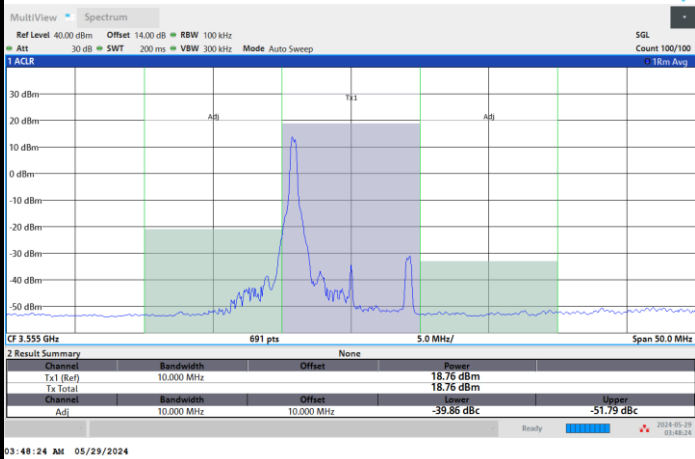 MultiView Spectrum
Ref Level 40.00 dBm Offset 14.00 dB RBW 100 kHz SGL
Att 30 dB SWT 200 ms VBW 300 kHz Mode Auto Sweep Count 100/100
1 ACLR 1Rm Avg
30 dBm
Tx1
20 dBm
Adj Adj
10 dBm
0 dBm
-10 dBm
-20 dBm
-30 dBm
-40 dBm
-50 dBm
CF 3.555 GHz 691 pts 5.0 MHz/ Span 50.0 MHz
2 Result Summary None
Channel Bandwidth Offset Power
Tx1 (Ref) 10.000 MHz 18.76 dBm
Tx Total 18.76 dBm
Channel Bandwidth Offset Lower Upper
Adj 10.000 MHz 10.000 MHz -39.86 dBc -51.79 dBc
Ready 2024-05-29
03:48:24
03:48:24 AM 05/29/2024